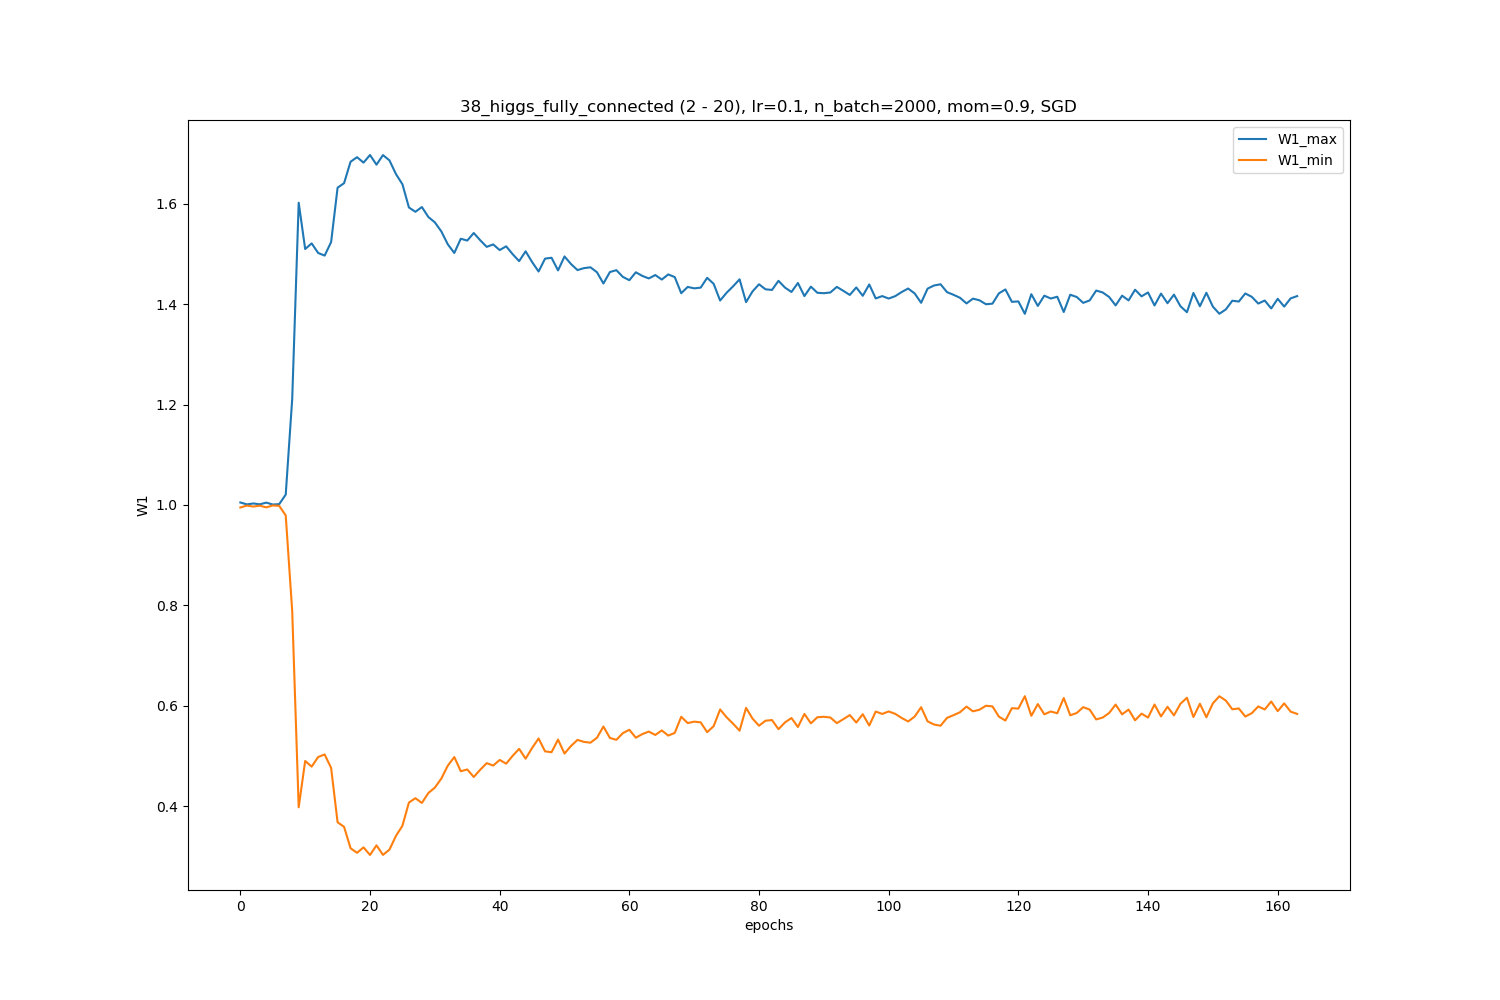 38_higgs_fully_connected (2 - 20), lr=0.1, n_batch=2000, mom=0.9, SGD
W1_max
W1_min
1.6
1.4
1.2
1.0
0.8
0.6
0.4
W1
0 20 40 60 80 100 120 140 160
epochs